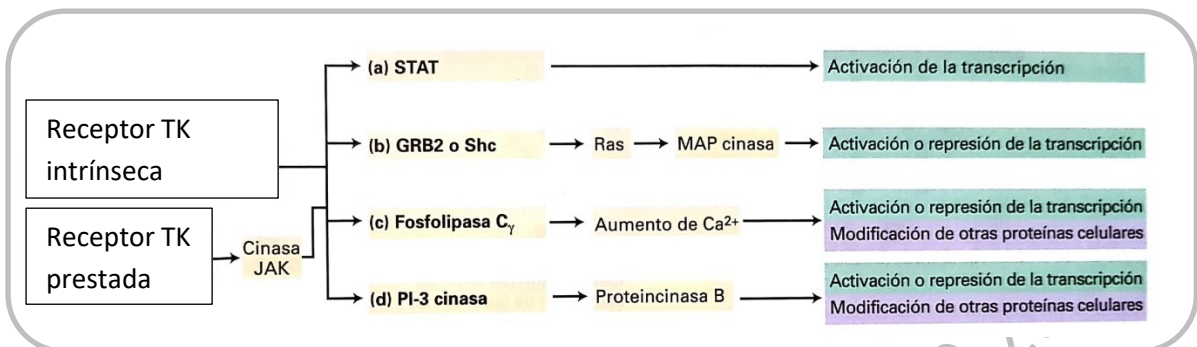 Receptor TK
intrínseca
Receptor TK
prestada
Cinasa
JAK
(a) STAT
Activación de la transcripción
(b) GRB2 o Shc
Ras
MAP cinasa
Activación o represión de la transcripción
(c) Fosfolipasa Cγ
Aumento de Ca2+
Activación o represión de la transcripción
Modificación de otras proteínas celulares
(d) PI-3 cinasa
Proteincinasa B
Activación o represión de la transcripción
Modificación de otras proteínas celulares